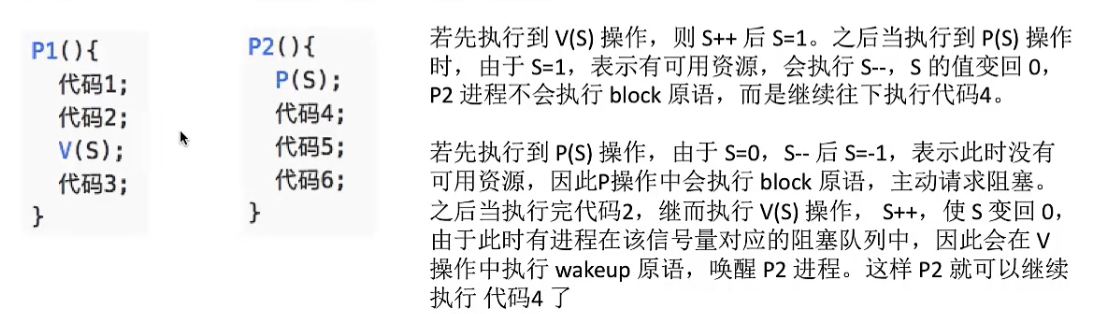 P1(){
代码1;
代码2;
V(S);
代码3;
}
P2(){
P(S);
代码4;
代码5;
代码6;
}
若先执行到 V(S) 操作，则 S++ 后 S=1。之后当执行到 P(S) 操作
时，由于 S=1，表示有可用资源，会执行 S--，S 的值变回 0，
P2 进程不会执行 block 原语，而是继续往下执行代码4。
若先执行到 P(S) 操作，由于 S=0，S-- 后 S=-1，表示此时没有
可用资源，因此P操作中会执行 block 原语，主动请求阻塞。
之后当执行完代码2，继而执行 V(S) 操作， S++，使 S 变回 0，
由于此时有进程在该信号量对应的阻塞队列中，因此会在 V
操作中执行 wakeup 原语，唤醒 P2 进程。这样 P2 就可以继续
执行 代码4 了